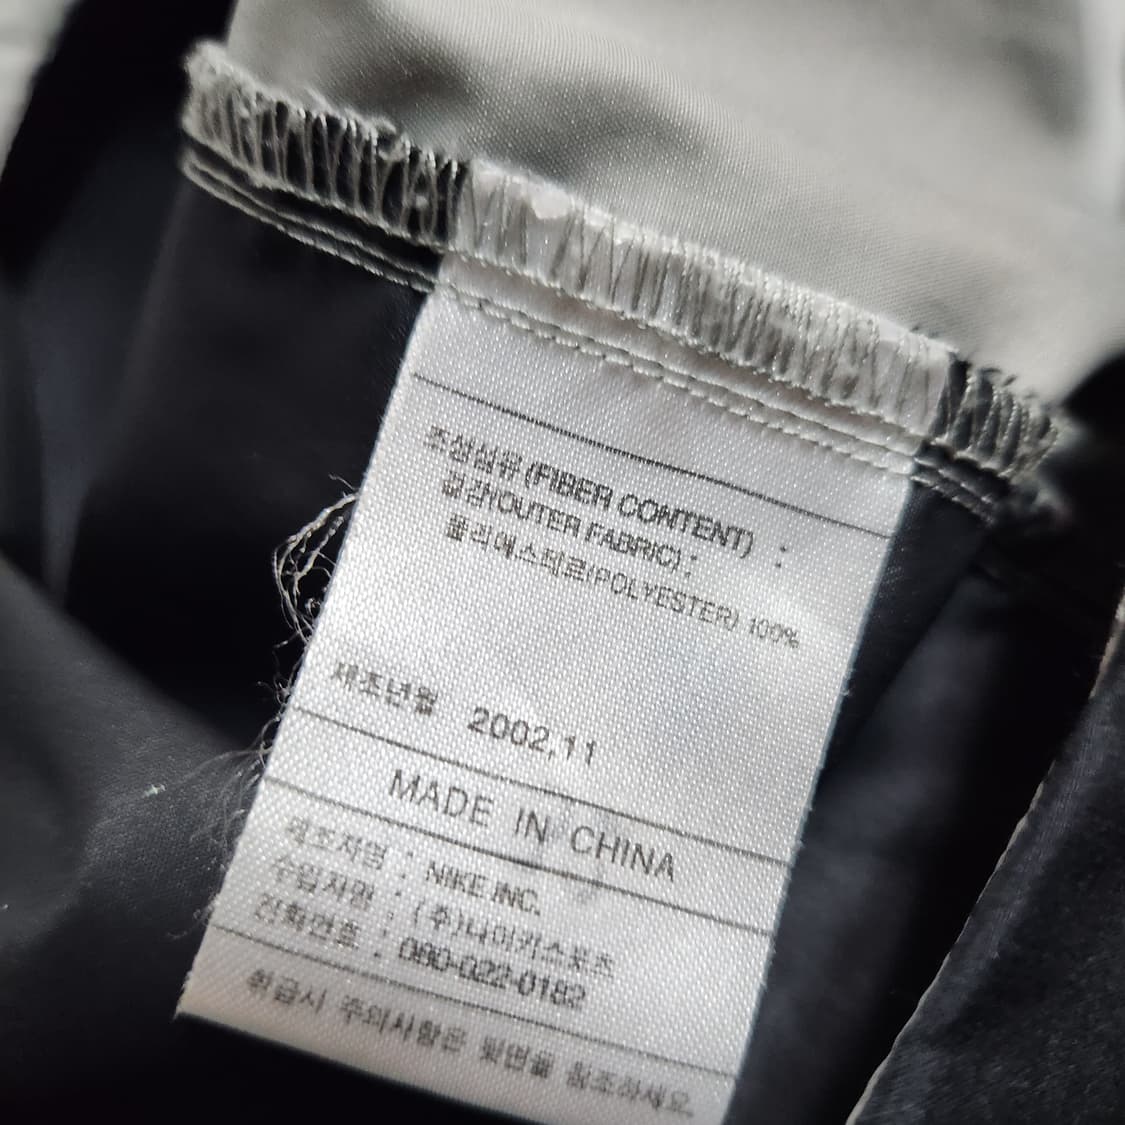 조성섬유(FIBER CONTENT) :
겉감(OUTER FABRIC) :
폴리에스테르(POLYESTER) 100%
제조년월 2002.11
MADE IN CHINA
제조자명 : NIKE.INC.
수입자명 : (주)나이키스포츠
전화번호 : 080-022-0182
취급시 주의사항은 뒷면을 참조하세요